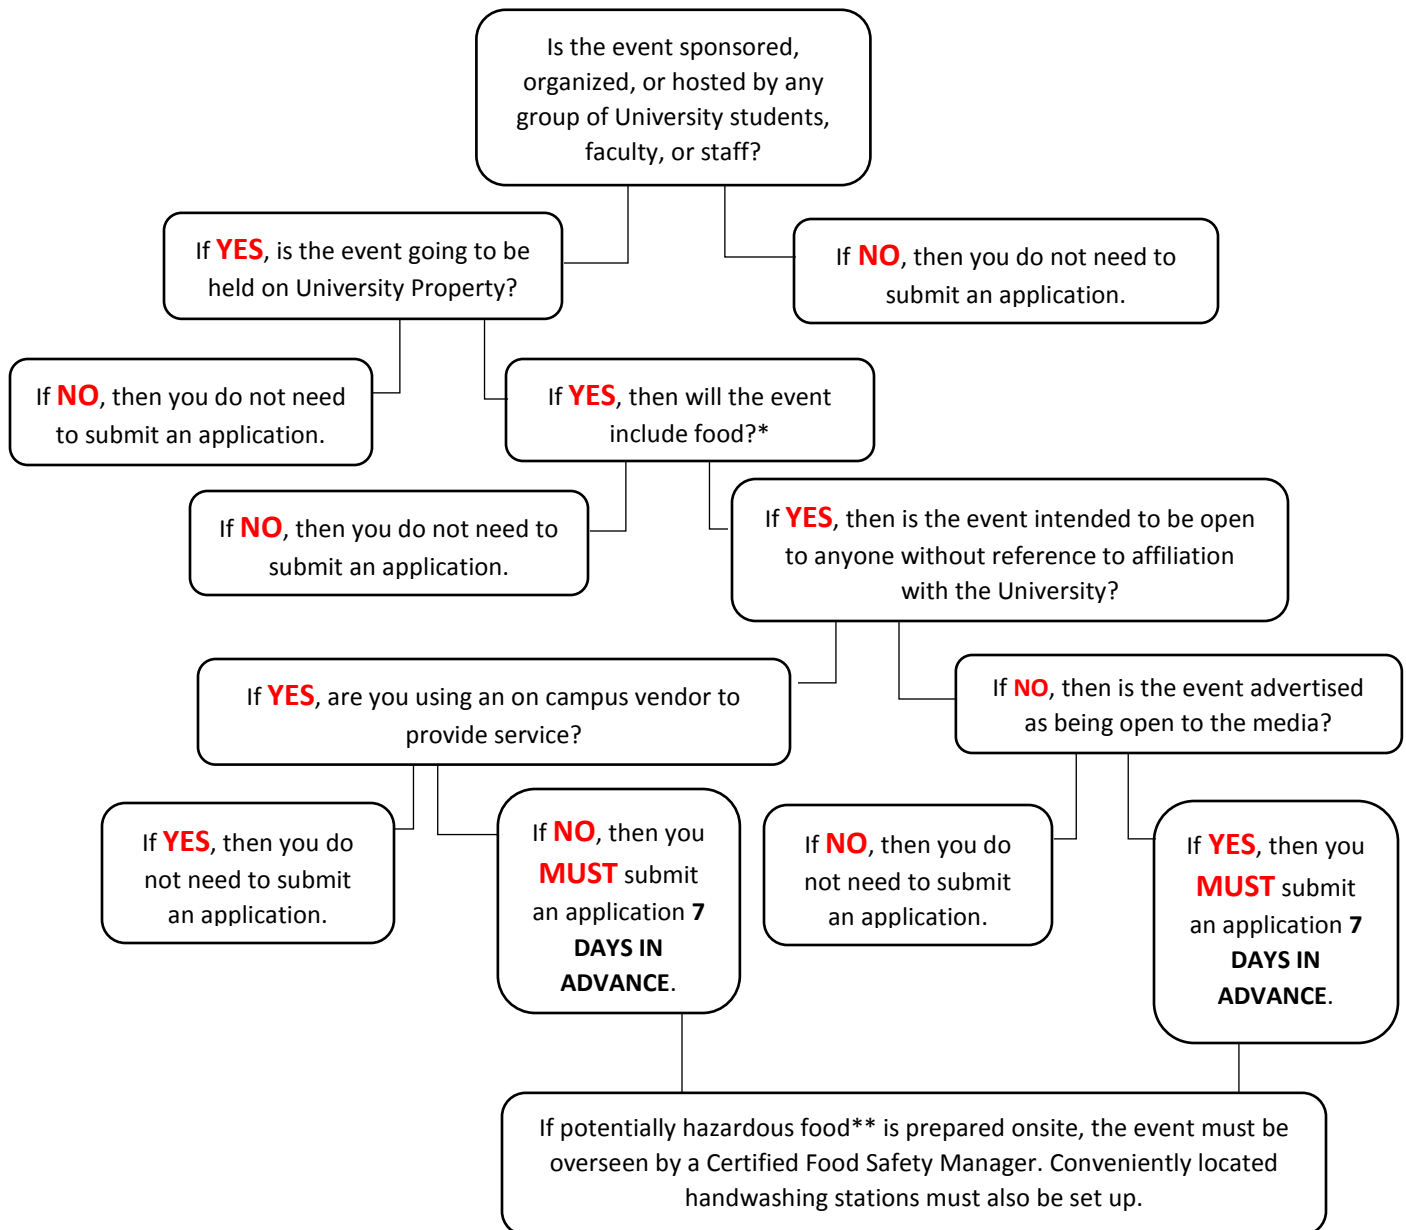 Is the event sponsored,
organized, or hosted by any
group of University students,
faculty, or staff?
If YES, is the event going to be
held on University Property?
If NO, then you do not need to
submit an application.
If NO, then you do not need
to submit an application.
If YES, then will the event
include food?*
If NO, then you do not need to
submit an application.
If YES, then is the event intended to be open
to anyone without reference to affiliation
with the University?
If YES, are you using an on campus vendor to
provide service?
If NO, then is the event advertised
as being open to the media?
If YES, then you do
not need to submit
an application.
If NO, then you
MUST submit
an application 7
DAYS IN
ADVANCE.
If NO, then you do
not need to submit
an application.
If YES, then you
MUST submit
an application 7
DAYS IN
ADVANCE.
If potentially hazardous food** is prepared onsite, the event must be
overseen by a Certified Food Safety Manager. Conveniently located
handwashing stations must also be set up.